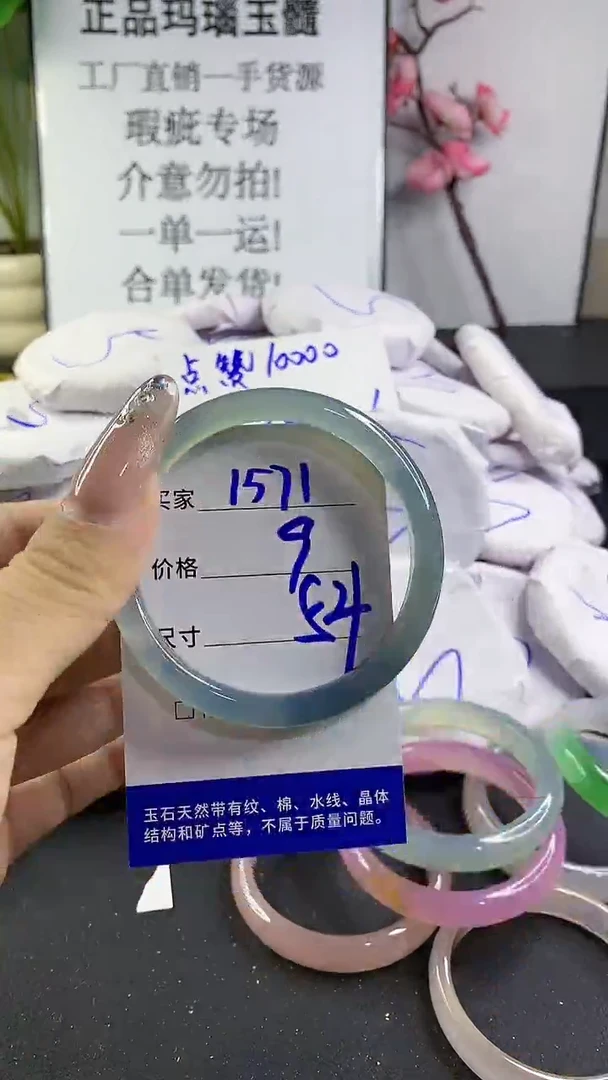 正品玛瑙玉髓
工厂直销一手货源
瑕疵专场
介意勿拍!
一单一运!
合单发货!
点赞10000
买家 1571
价格 9
尺寸 54
玉石天然带有纹、棉、水线、晶体
结构和矿点等，不属于质量问题。